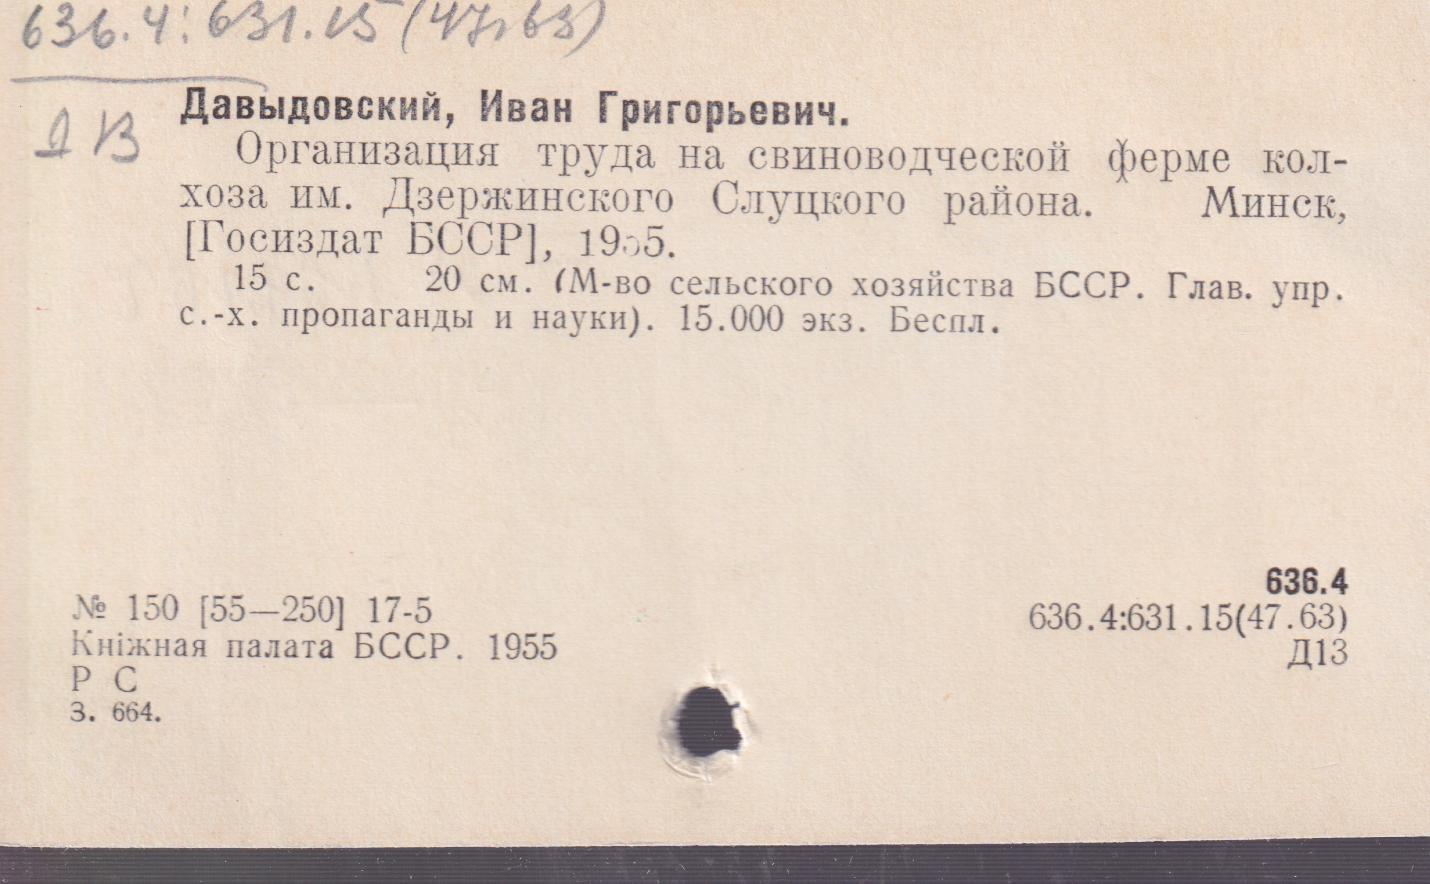 636.4:631.15(47.63)
Давыдовский, Иван Григорьевич.
Организация труда на свиноводческой ферме кол-
хоза им. Дзержинского Слуцкого района. Минск,
[Госиздат БССР], 1955.
15 с. 20 см. (М-во сельского хозяйства БССР. Глав. упр.
с.-х. пропаганды и науки). 15.000 экз. Беспл.
636.4
№ 150 [55—250] 17-5
636.4:631.15(47.63)
Кніжная палата БССР. 1955
Д13
Р С
З. 664.